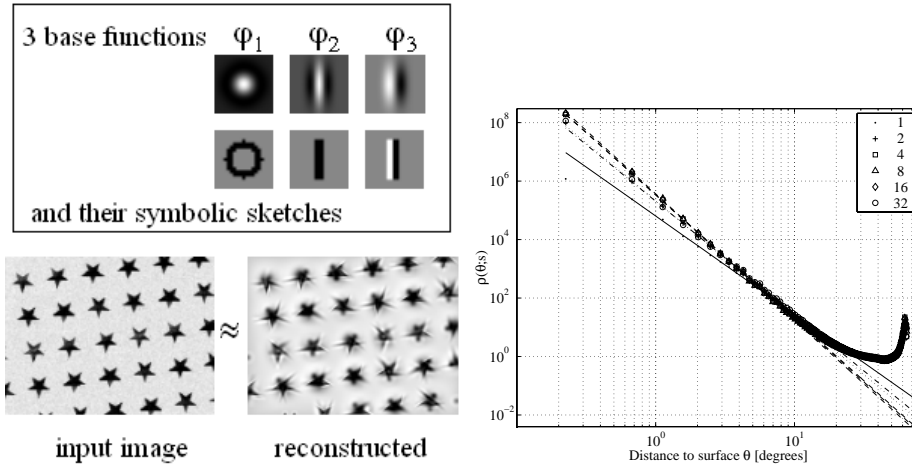 3 base functions φ1 φ2 φ3
and their symbolic sketches
≈
input image reconstructed
10^8
10^6
10^4
10^2
10^0
10^−2
ρ(θ;s)
10^0 10^1
Distance to surface θ [degrees]
1
2
4
8
16
32